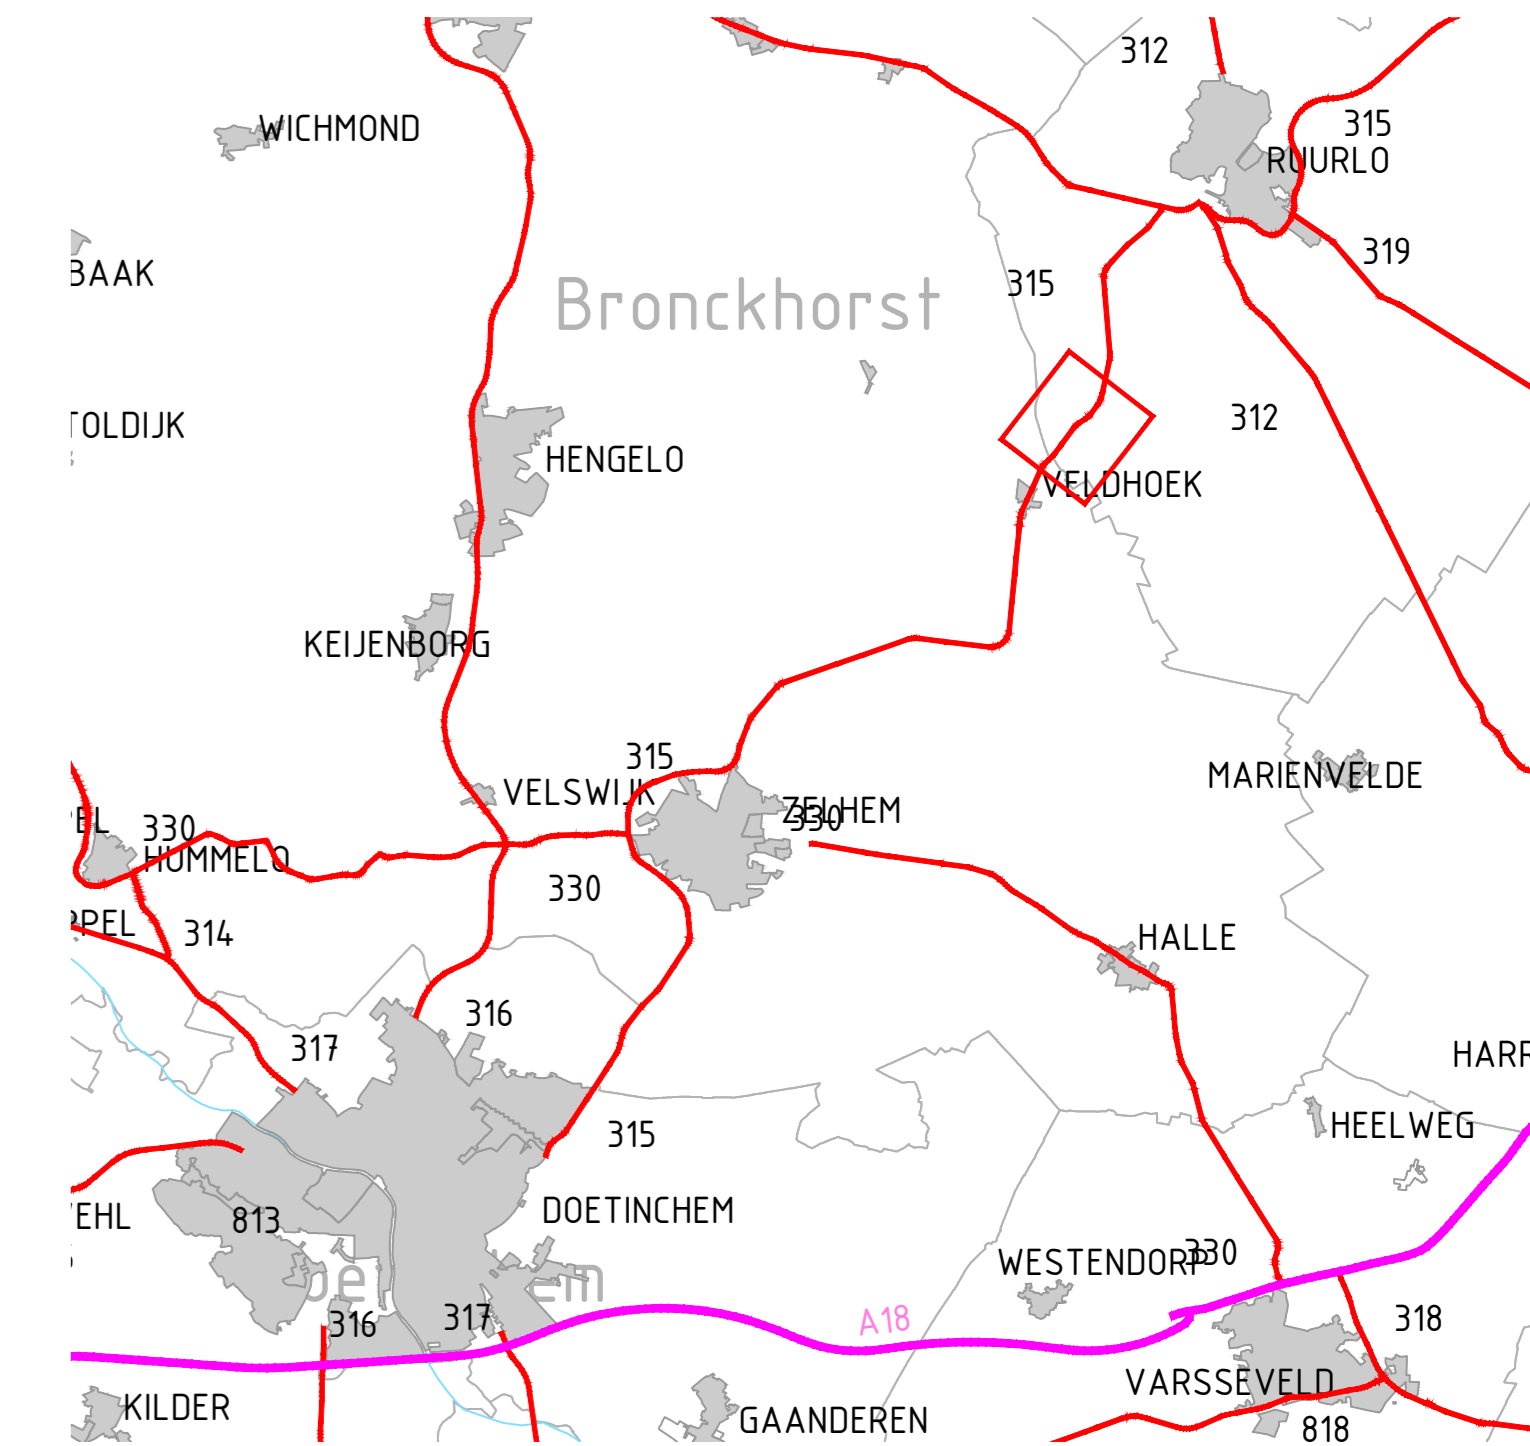 312
WICHMOND
315
RUURLO
319
BAAK
315
Bronckhorst
312
TOLDIJK
HENGELO
VELDHOEK
KEIJENBORG
315
MARIENVELDE
VELSWIJK
ZELHEM
330
330
HUMMELO
330
314
HALLE
316
317
HARR
HEELWEG
315
EHL
813
DOETINCHEM
WESTENDORP
330
316
317
A18
318
VARSSEVELD
KILDER
GAANDEREN
818